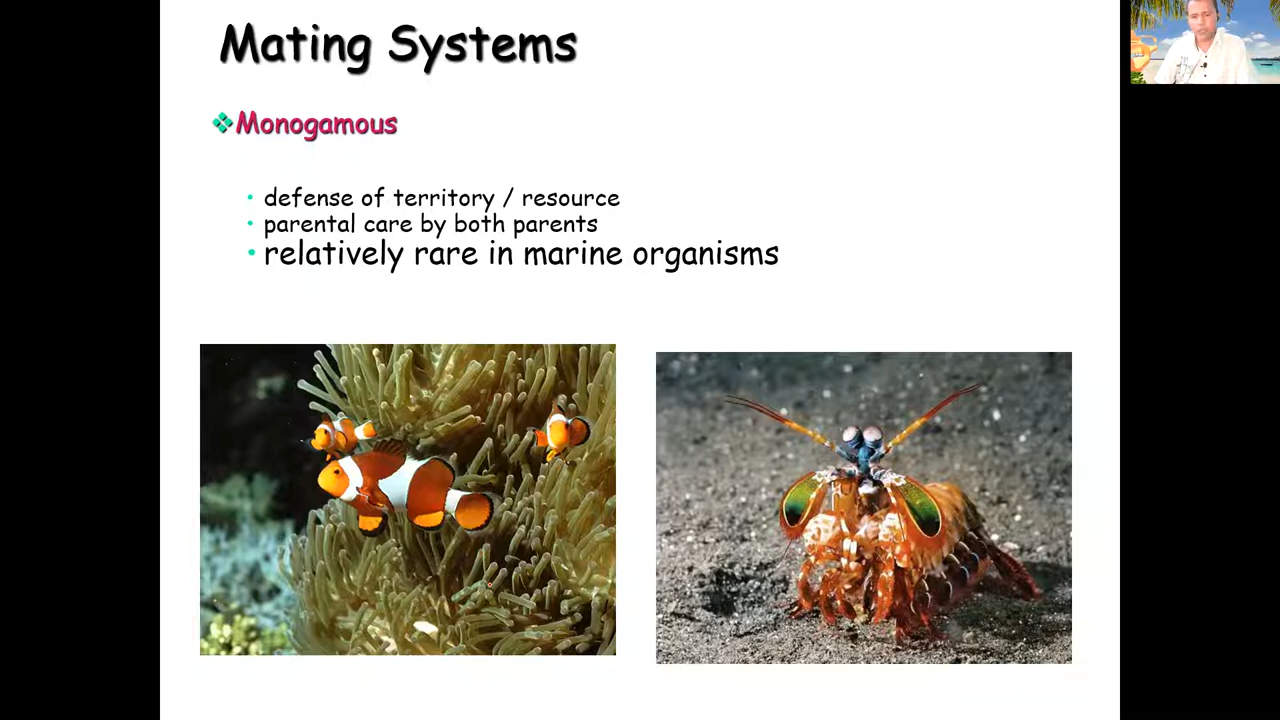 Mating Systems
Monogamous
defense of territory / resource
parental care by both parents
relatively rare in marine organisms